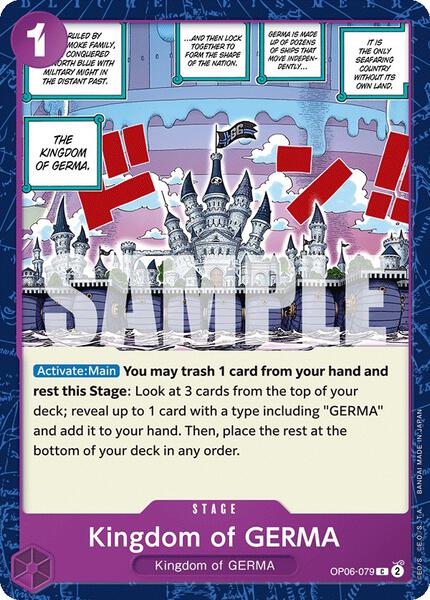 1
RULED BY
MOKE FAMILY,
CONQUERED
NORTH BLUE WITH
MILITARY MIGHT IN
THE DISTANT PAST.
...AND THEN LOCK
TOGETHER TO
FORM THE SHAPE
OF THE NATION.
GERMA IS MADE
UP OF DOZENS
OF SHIPS THAT
MOVE INDEPEN-
DENTLY...
IT IS THE
ONLY
SEAFARING
COUNTRY
WITHOUT ITS
OWN LAND.
THE
KINGDOM
OF GERMA.
ドン!!
GG
SAMPLE
Activate:Main You may trash 1 card from your hand and
rest this Stage: Look at 3 cards from the top of your
deck; reveal up to 1 card with a type including "GERMA"
and add it to your hand. Then, place the rest at the
bottom of your deck in any order.
STAGE
Kingdom of GERMA
Kingdom of GERMA
OP06-079 C 2
©E.O./S., T.A. BANDAI MADE IN JAPAN